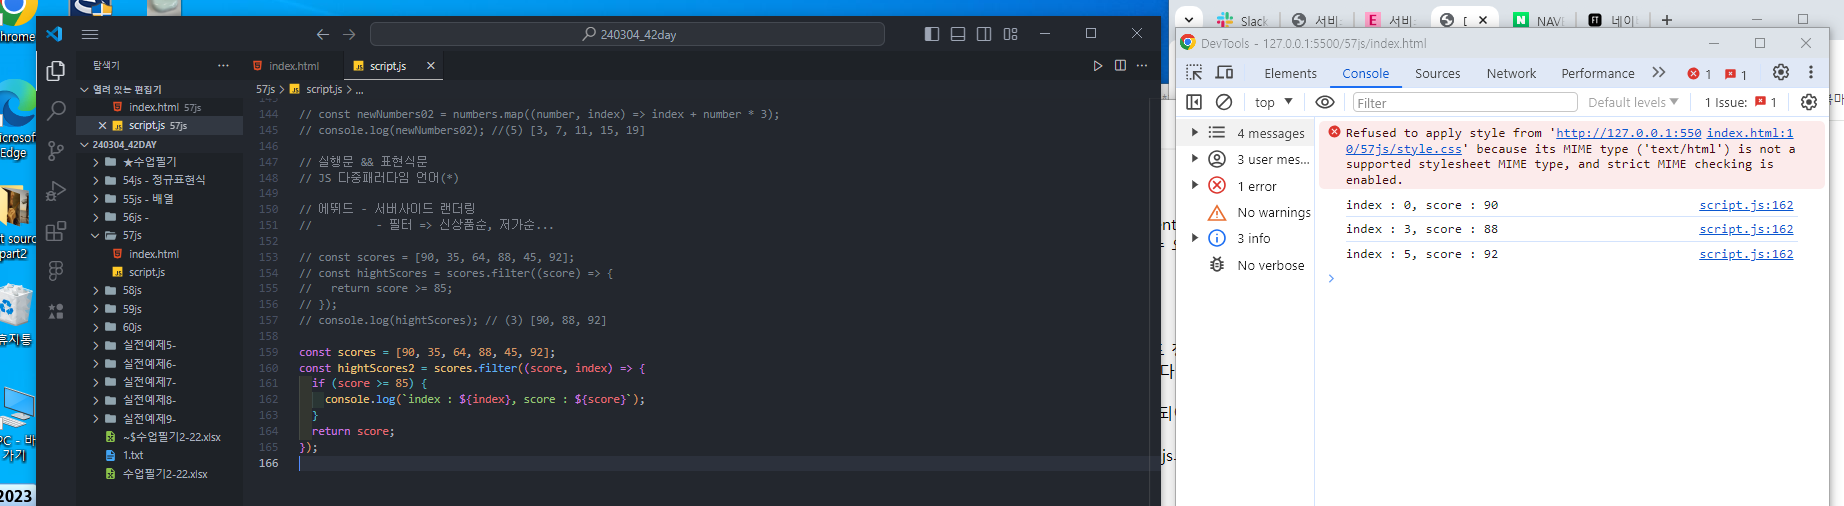 hrome
icrosoft
Edge
t sourc
part2
휴지통
PC - 바
가기
2023
240304_42day
탐색기
index.html
script.js
열려 있는 편집기
index.html 57js
script.js 57js
240304_42DAY
★수업필기
54js - 정규표현식
55js - 배열
56js -
57js
index.html
script.js
58js
59js
60js
실전예제5-
실전예제6-
실전예제7-
실전예제8-
실전예제9-
~$수업필기2-22.xlsx
1.txt
수업필기2-22.xlsx
57js > script.js > ...
143
144 // const newNumbers02 = numbers.map((number, index) => index + number * 3);
145 // console.log(newNumbers02); //(5) [3, 7, 11, 15, 19]
146
147 // 실행문 && 표현식문
148 // JS 다중패러다임 언어(*)
149
150 // 에뛰드 - 서버사이드 랜더링
151 // - 필터 => 신상품순, 저가순...
152
153 // const scores = [90, 35, 64, 88, 45, 92];
154 // const hightScores = scores.filter((score) => {
155 // return score >= 85;
156 // });
157 // console.log(hightScores); // (3) [90, 88, 92]
158
159 const scores = [90, 35, 64, 88, 45, 92];
160 const hightScores2 = scores.filter((score, index) => {
161 if (score >= 85) {
162 console.log(`index : ${index}, score : ${score}`);
163 }
164 return score;
165 });
166
Slack
서비
서비
D
NAVE
네이
DevTools - 127.0.0.1:5500/57js/index.html
Elements Console Sources Network Performance 1 1
top Filter Default levels 1 Issue: 1
4 messages
3 user mes...
1 error
No warnings
3 info
No verbose
Refused to apply style from 'http://127.0.0.1:550 index.html:1
0/57js/style.css' because its MIME type ('text/html') is not a
supported stylesheet MIME type, and strict MIME checking is
enabled.
index : 0, score : 90 script.js:162
index : 3, score : 88 script.js:162
index : 5, score : 92 script.js:162
nt
다
js.